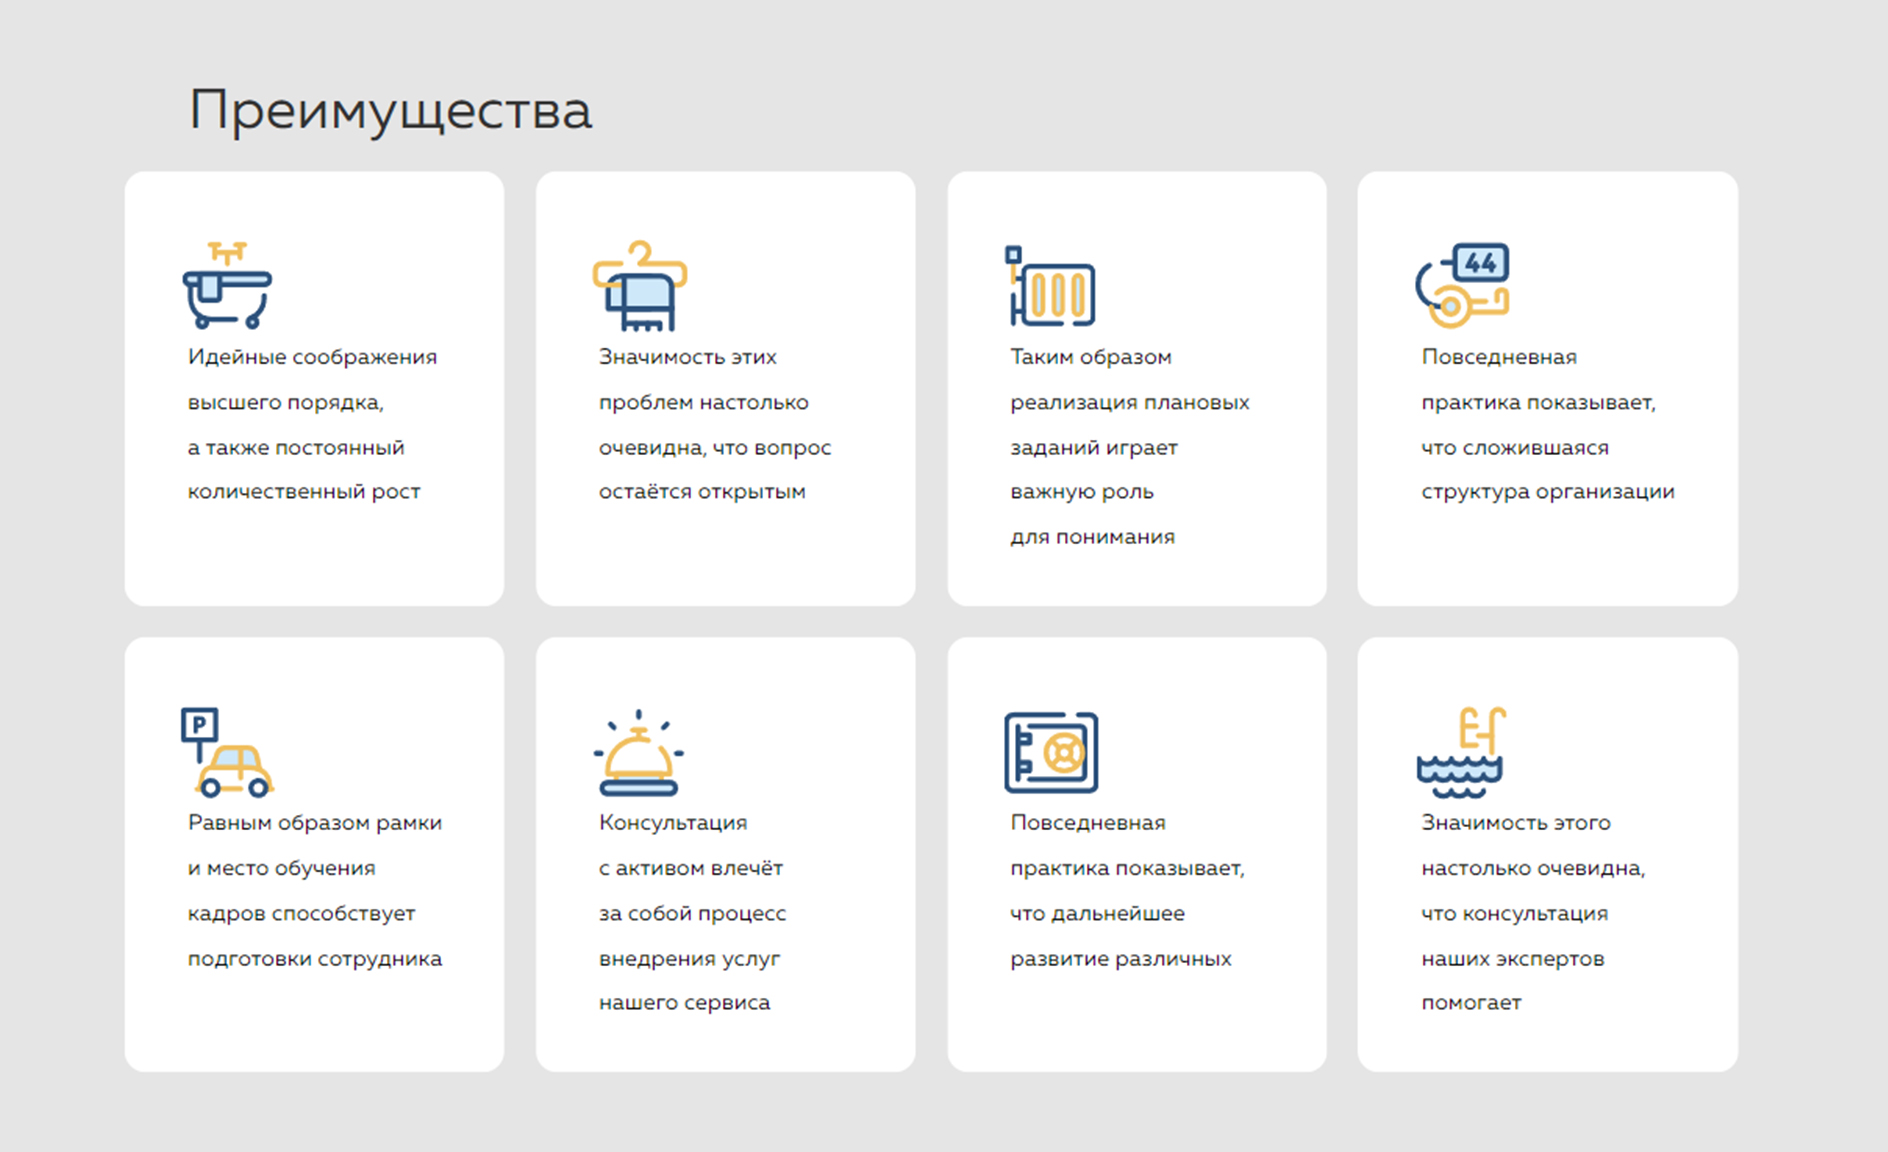 Преимущества
44
Идейные соображения
высшего порядка,
а также постоянный
количественный рост
Значимость этих
проблем настолько
очевидна, что вопрос
остаётся открытым
Таким образом
реализация плановых
заданий играет
важную роль
для понимания
Повседневная
практика показывает,
что сложившаяся
структура организации
P
Равным образом рамки
и место обучения
кадров способствует
подготовки сотрудника
Консультация
с активом влечёт
за собой процесс
внедрения услуг
нашего сервиса
Повседневная
практика показывает,
что дальнейшее
развитие различных
Значимость этого
настолько очевидна,
что консультация
наших экспертов
помогает